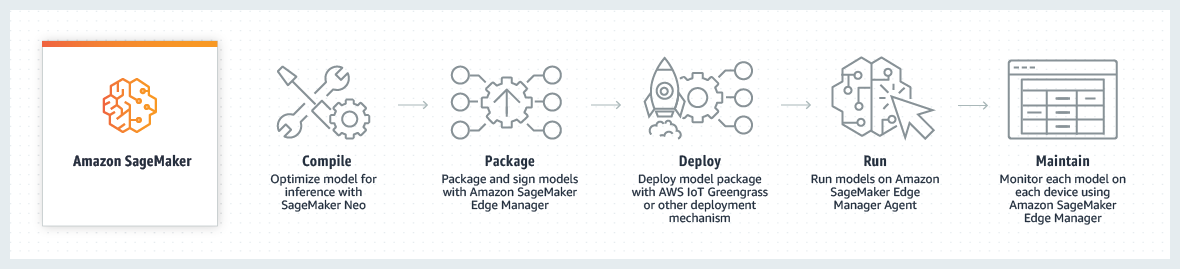 Amazon SageMaker
Compile
Optimize model for
inference with
SageMaker Neo
Package
Package and sign models
with Amazon SageMaker
Edge Manager
Deploy
Deploy model package
with AWS IoT Greengrass
or other deployment
mechanism
Run
Run models on Amazon
SageMaker Edge
Manager Agent
Maintain
Monitor each model on
each device using
Amazon SageMaker
Edge Manager